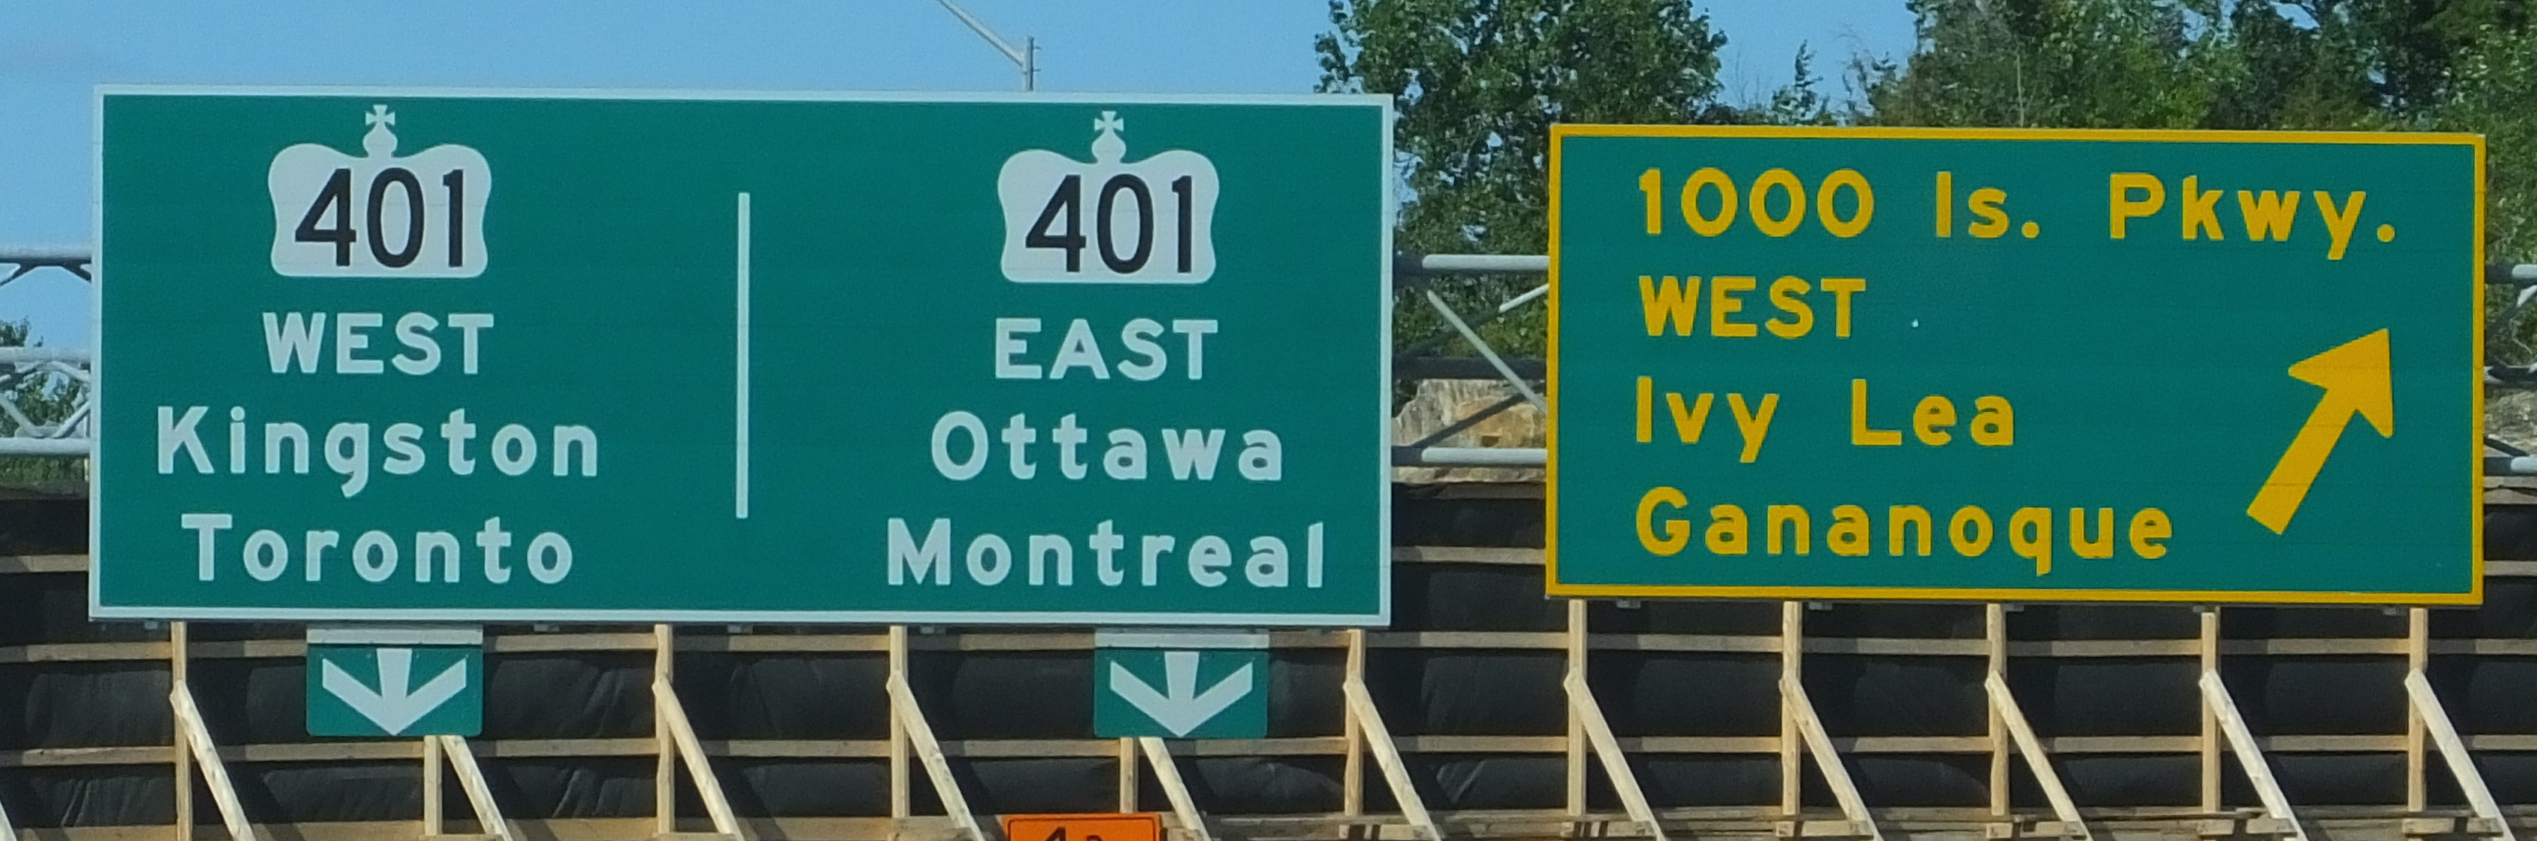 401
WEST
Kingston
Toronto
401
EAST
Ottawa
Montreal
1000 Is. Pkwy.
WEST
Ivy Lea
Gananoque